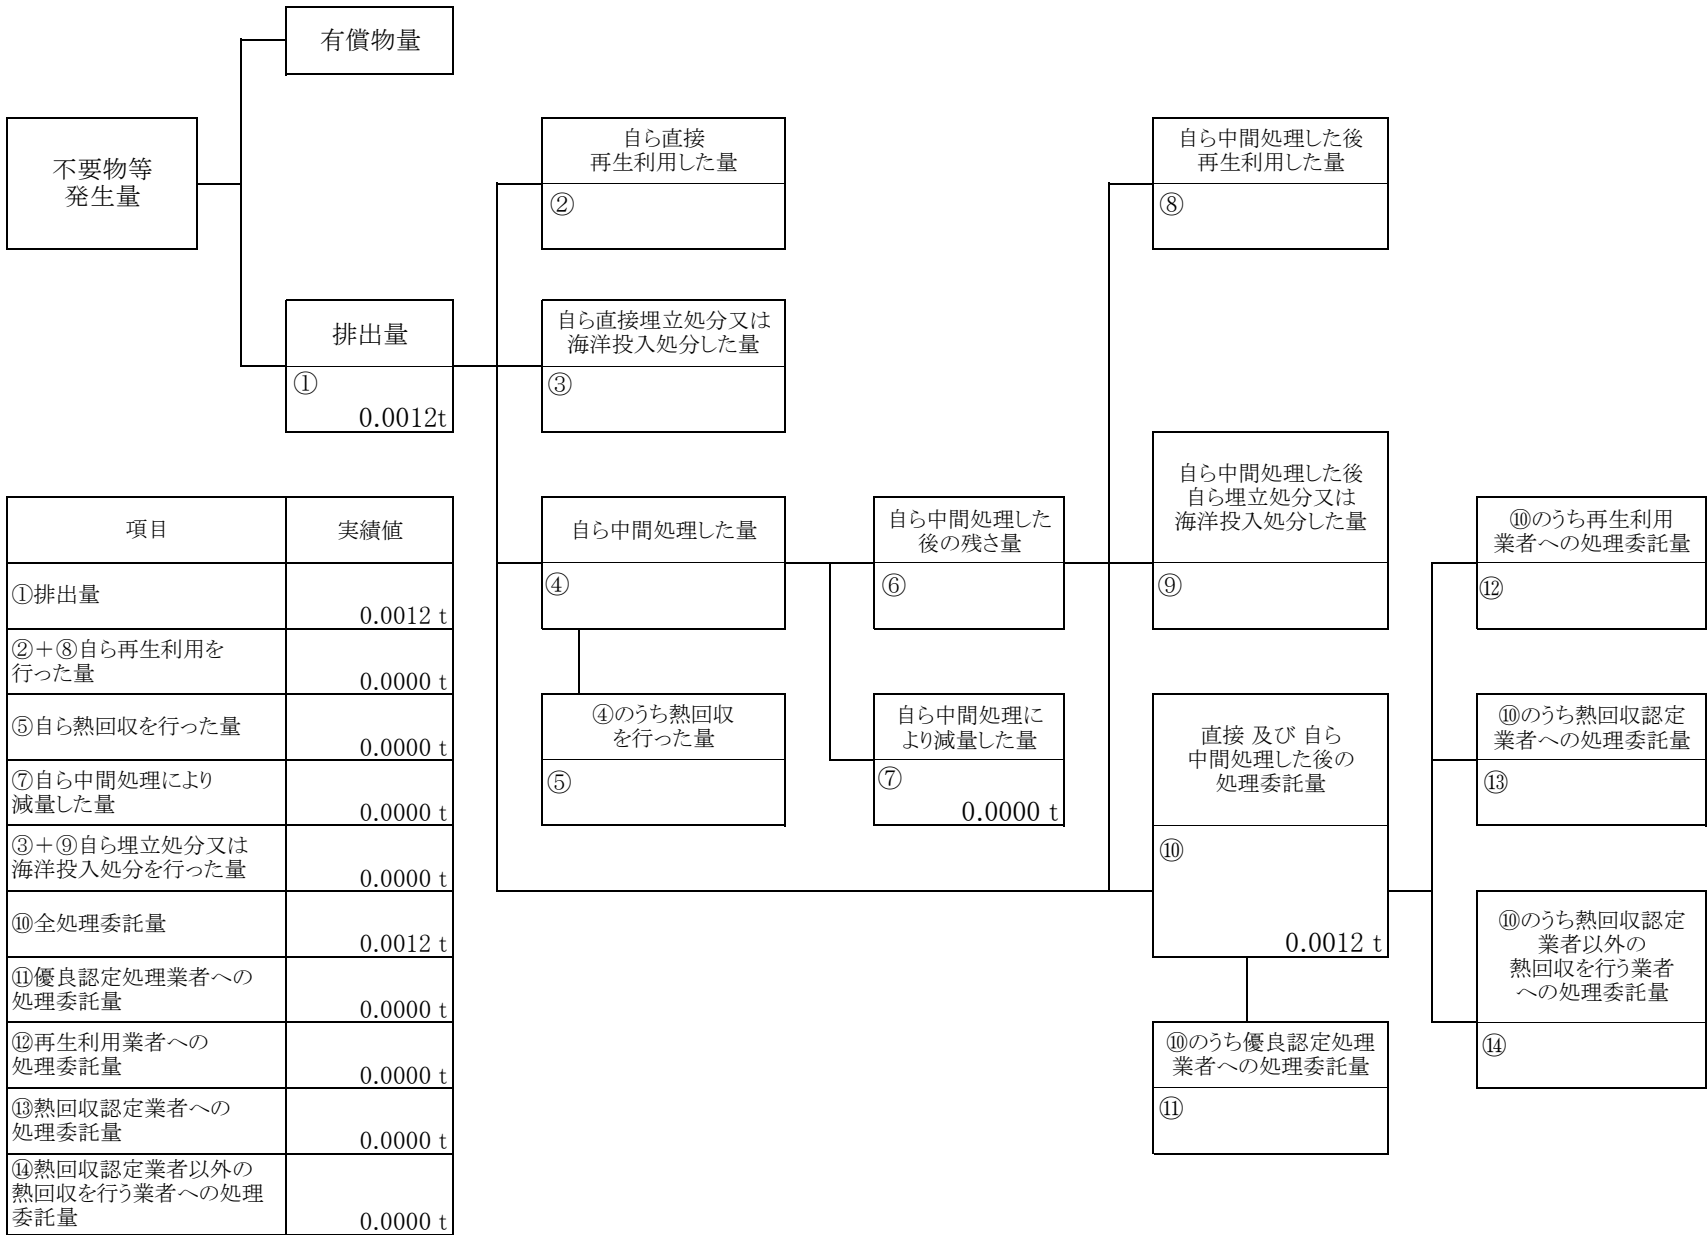 有償物量
不要物等
発生量
排出量
①
0.0012t
自ら直接
再生利用した量
②
自ら直接埋立処分又は
海洋投入処分した量
③
自ら中間処理した量
④
④のうち熱回収
を行った量
⑤
自ら中間処理した
後の残さ量
⑥
自ら中間処理に
より減量した量
⑦
0.0000 t
自ら中間処理した後
再生利用した量
⑧
自ら中間処理した後
自ら埋立処分又は
海洋投入処分した量
⑨
直接 及び 自ら
中間処理した後の
処理委託量
⑩
0.0012 t
⑩のうち優良認定処理
業者への処理委託量
⑪
⑩のうち再生利用
業者への処理委託量
⑫
⑩のうち熱回収認定
業者への処理委託量
⑬
⑩のうち熱回収認定
業者以外の
熱回収を行う業者
への処理委託量
⑭
項目 実績値
①排出量
0.0012 t
②＋⑧自ら再生利用を
行った量
0.0000 t
⑤自ら熱回収を行った量
0.0000 t
⑦自ら中間処理により
減量した量
0.0000 t
③＋⑨自ら埋立処分又は
海洋投入処分を行った量
0.0000 t
⑩全処理委託量
0.0012 t
⑪優良認定処理業者への
処理委託量
0.0000 t
⑫再生利用業者への
処理委託量
0.0000 t
⑬熱回収認定業者への
処理委託量
0.0000 t
⑭熱回収認定業者以外の
熱回収を行う業者への処理
委託量
0.0000 t